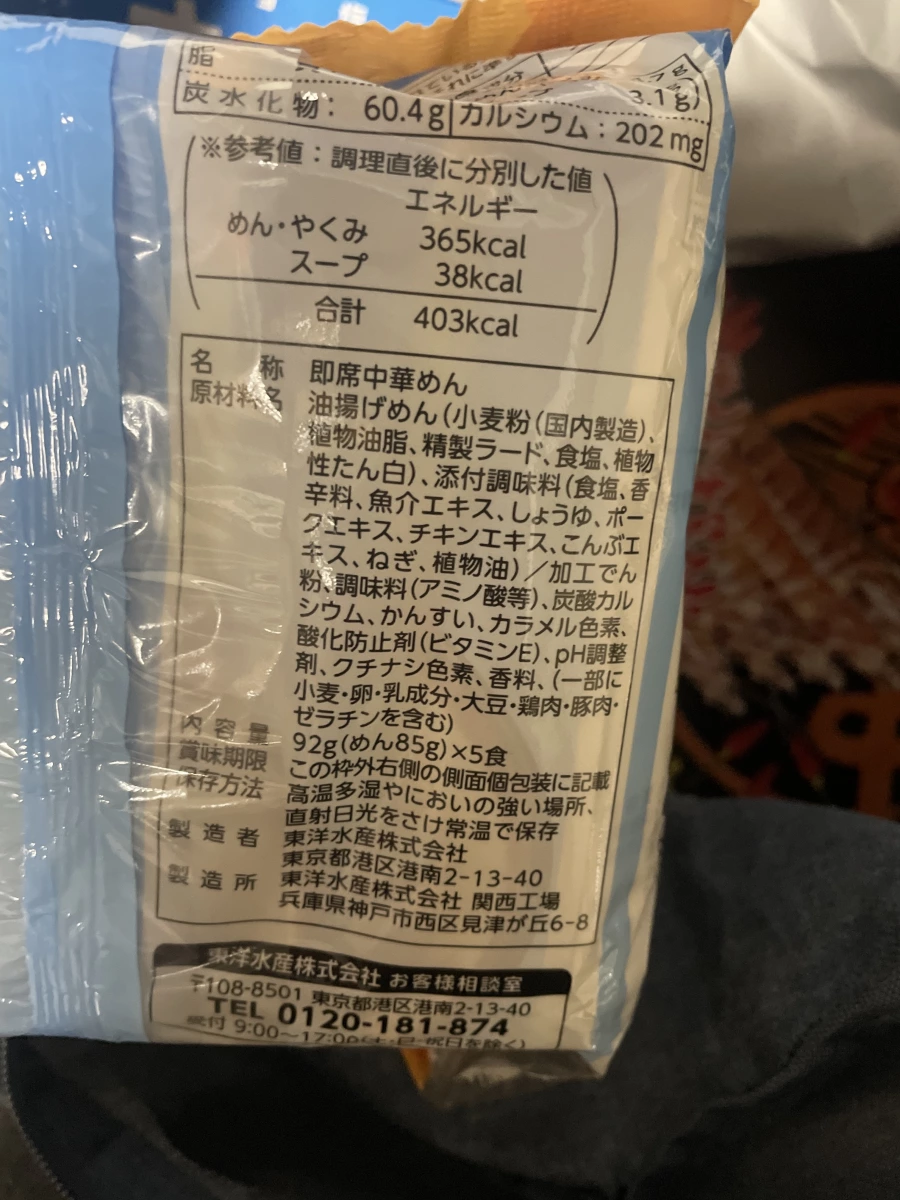 脂
3.1g)
炭水化物: 60.4g カルシウム:202mg
※参考値:調理直後に分別した値
エネルギー
めん・やくみ 365kcal
スープ 38kcal
合計 403kcal
名称 即席中華めん
原材料名 油揚げめん(小麦粉(国内製造)、
植物油脂、精製ラード、食塩、植物
性たん白)、添付調味料(食塩、香
辛料、魚介エキス、しょうゆ、ポー
クエキス、チキンエキス、こんぶエ
キス、ねぎ、植物油)/加工でん
粉、調味料(アミノ酸等)、炭酸カル
シウム、かんすい、カラメル色素、
酸化防止剤(ビタミンE)、pH調整
剤、クチナシ色素、香料、(一部に
小麦・卵・乳成分・大豆・鶏肉・豚肉・
ゼラチンを含む)
内容量 92g(めん85g)×5食
賞味期限 この枠外右側の側面個包装に記載
保存方法 高温多湿やにおいの強い場所、
直射日光をさけ常温で保存
製造者 東洋水産株式会社
東京都港区港南2-13-40
製造所 東洋水産株式会社 関西工場
兵庫県神戸市西区見津が丘6-8
東洋水産株式会社 お客様相談室
〒108-8501 東京都港区港南2-13-40
TEL 0120-181-874
受付 9:00~17:00(土・日・祝日を除く)